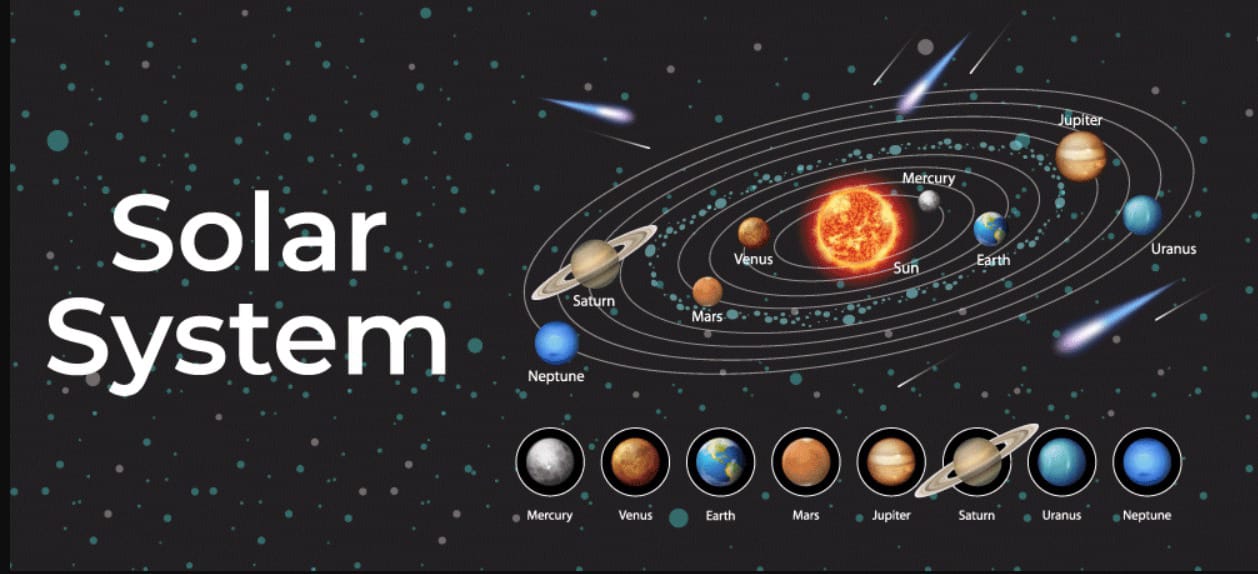 Solar
System
Jupiter
Mercury
Venus
Earth
Uranus
Sun
Saturn
Mars
Neptune
Mercury Venus Earth Mars Jupiter Saturn Uranus Neptune